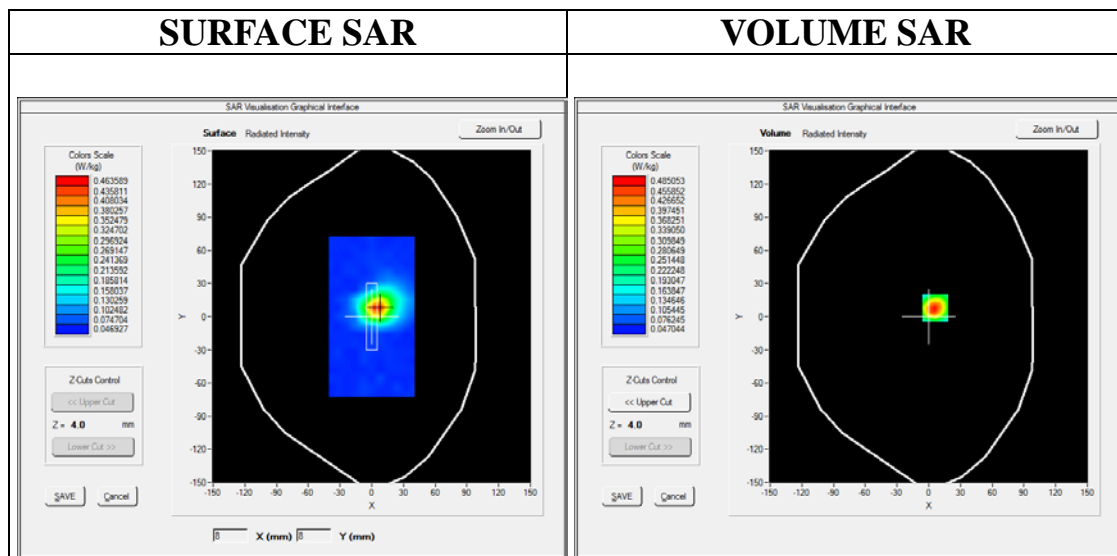 SURFACE SAR
VOLUME SAR
SAR Visualisation Graphical Interface
Surface Radiated Intensity
Zoom In/Out
Colors Scale
(W/kg)
0.463589
0.435811
0.408034
0.380257
0.352479
0.324702
0.296924
0.269147
0.241369
0.213592
0.185814
0.158037
0.130259
0.102482
0.074704
0.046927
Z-Cuts Control
<< Upper Cut
Z = 4.0 mm
Lower Cut >>
SAVE Cancel
150
120
90
60
30
0
-30
-60
-90
-120
-150
Y
-150 -120 -90 -60 -30 0 30 60 90 120 150
X
8 X (mm) 8 Y (mm)
SAR Visualisation Graphical Interface
Volume Radiated Intensity
Zoom In/Out
Colors Scale
(W/kg)
0.485053
0.455852
0.426652
0.397451
0.368251
0.339050
0.309849
0.280649
0.251448
0.222248
0.193047
0.163847
0.134646
0.105445
0.076245
0.047044
Z-Cuts Control
<< Upper Cut
Z = 4.0 mm
Lower Cut >>
SAVE Cancel
150
120
90
60
30
0
-30
-60
-90
-120
-150
Y
-150 -120 -90 -60 -30 0 30 60 90 120 150
X